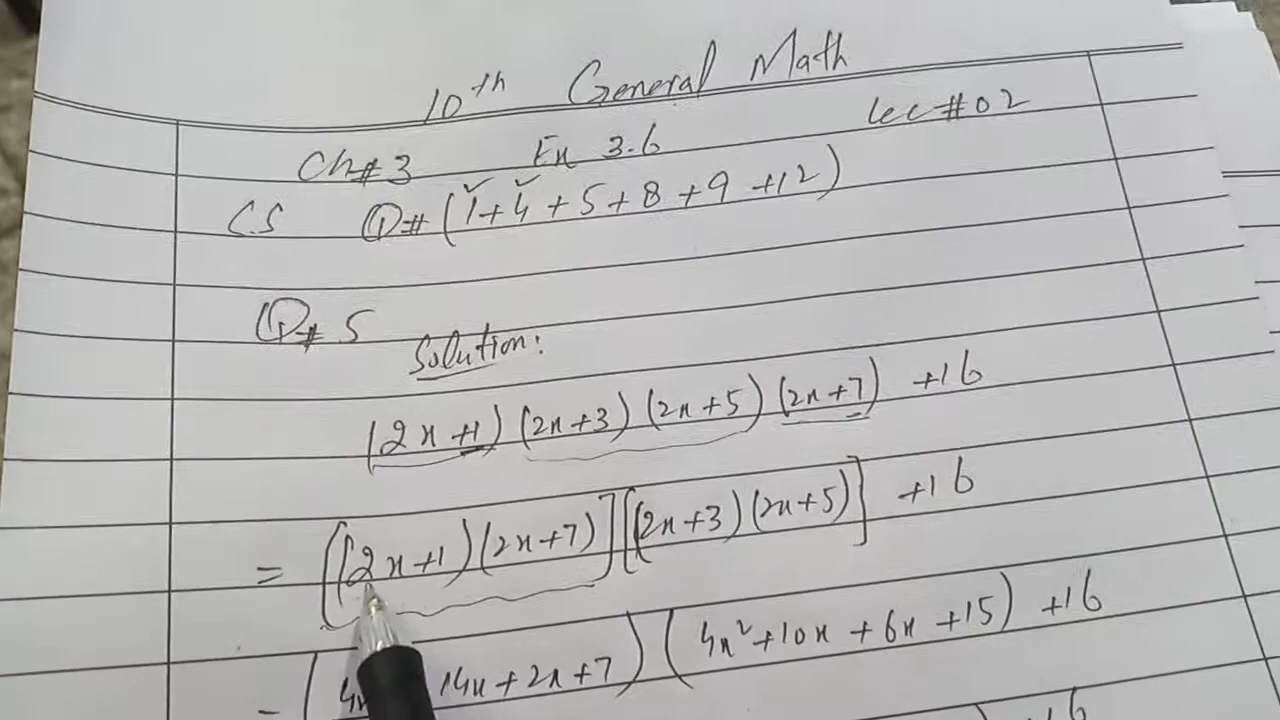 10th General Math
Ch#3 Ex 3.6 Lec#02
CS Q# (1+4+5+8+9+12)
Q# 5
Solution:
(2x+1)(2x+3)(2x+5)(2x+7) +16
= [(2x+1)(2x+7)][(2x+3)(2x+5)] +16
= ( 14x+2x+7)(4x²+10x+6x+15) +16